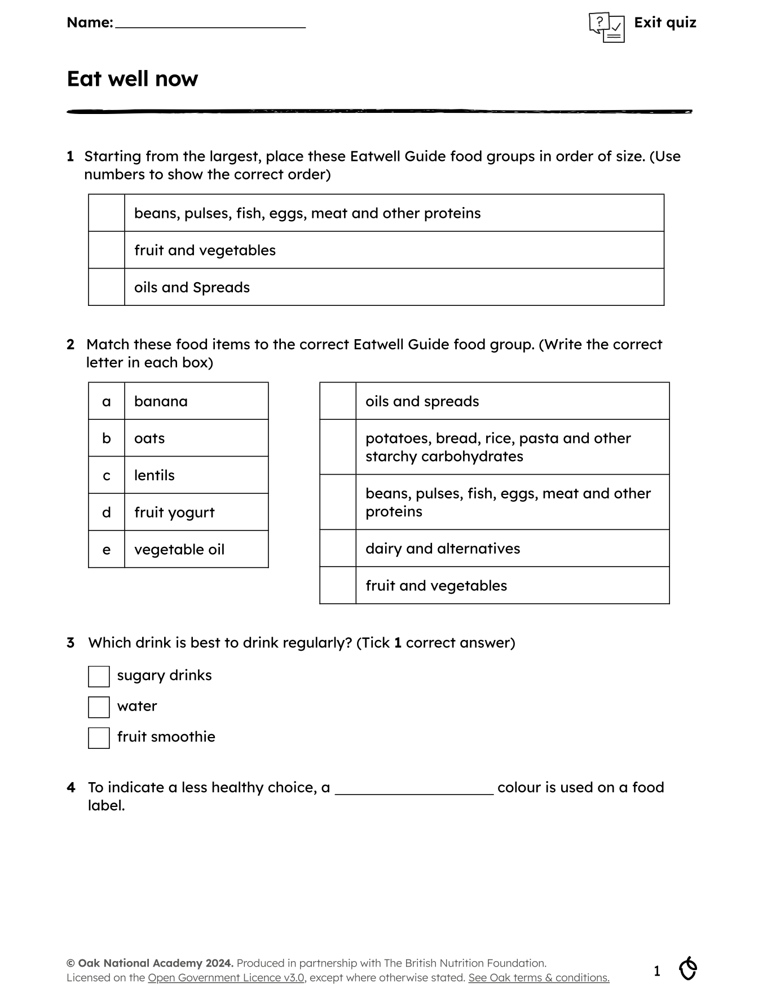 Name:
Exit quiz
Eat well now
1 Starting from the largest, place these Eatwell Guide food groups in order of size. (Use
numbers to show the correct order)
beans, pulses, fish, eggs, meat and other proteins
fruit and vegetables
oils and Spreads
2 Match these food items to the correct Eatwell Guide food group. (Write the correct
letter in each box)
a banana
b oats
c lentils
d fruit yogurt
e vegetable oil
oils and spreads
potatoes, bread, rice, pasta and other
starchy carbohydrates
beans, pulses, fish, eggs, meat and other
proteins
dairy and alternatives
fruit and vegetables
3 Which drink is best to drink regularly? (Tick 1 correct answer)
sugary drinks
water
fruit smoothie
4 To indicate a less healthy choice, a ____________________ colour is used on a food
label.
© Oak National Academy 2024. Produced in partnership with The British Nutrition Foundation.
Licensed on the Open Government Licence v3.0, except where otherwise stated. See Oak terms & conditions.
1